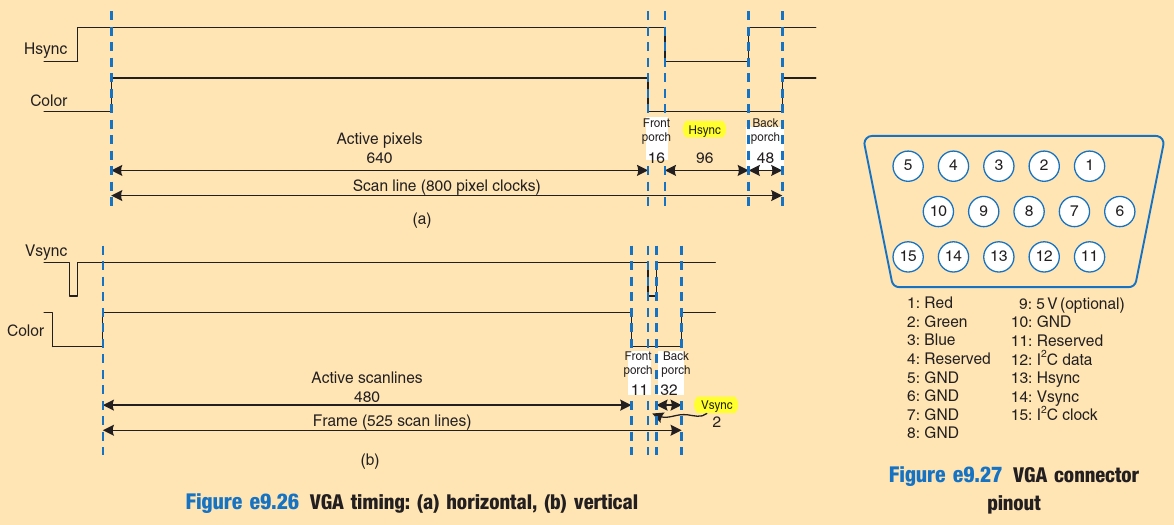 Hsync
Color
Active pixels
640
Front
porch
16
Hsync
96
Back
porch
48
Scan line (800 pixel clocks)
(a)
Vsync
Color
Active scanlines
480
Front
porch
11
Back
porch
32
Vsync
2
Frame (525 scan lines)
(b)
Figure e9.26 VGA timing: (a) horizontal, (b) vertical
5 4 3 2 1
10 9 8 7 6
15 14 13 12 11
1: Red
2: Green
3: Blue
4: Reserved
5: GND
6: GND
7: GND
8: GND
9: 5 V (optional)
10: GND
11: Reserved
12: I²C data
13: Hsync
14: Vsync
15: I²C clock
Figure e9.27 VGA connector
pinout